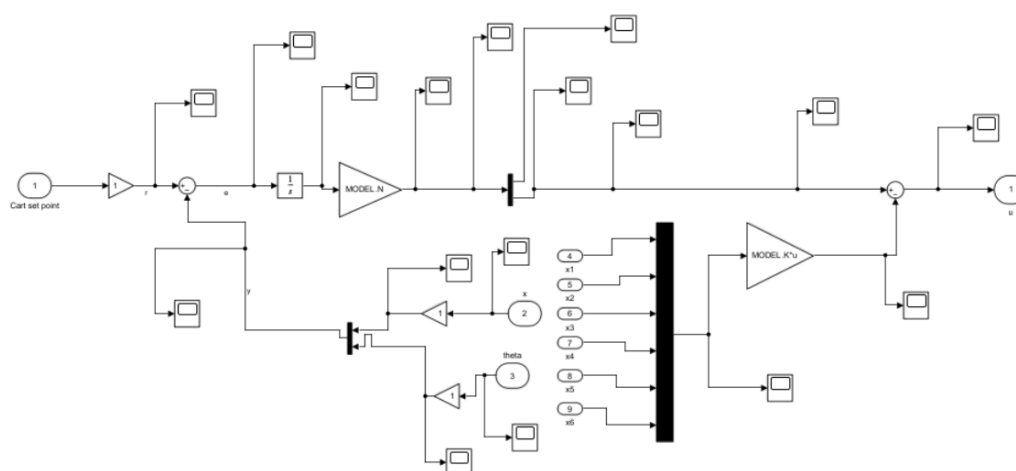 1
Cart set point
1
r
e
1
s
MODEL.N
1
u
y
x
2
1
theta
3
1
4
x1
5
x2
6
x3
7
x4
8
x5
9
x6
MODEL.K*u